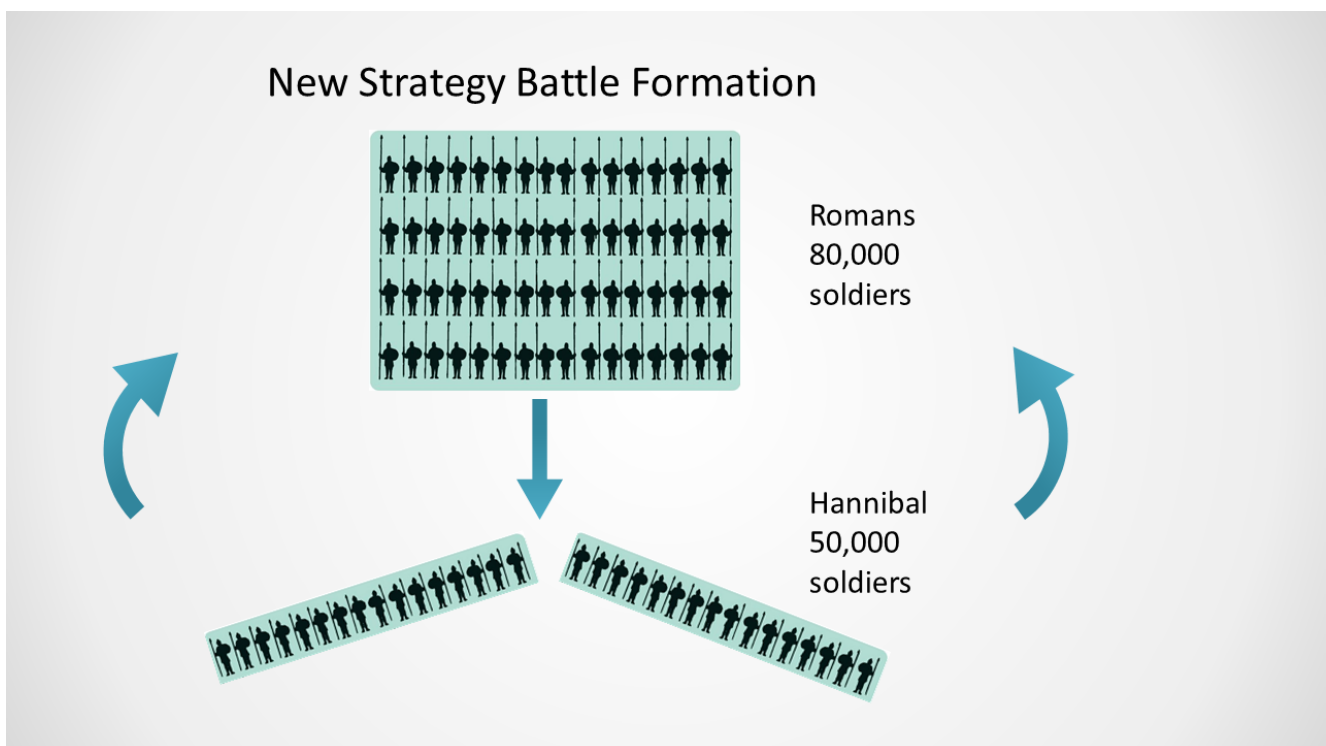 New Strategy Battle Formation
Romans
80,000
soldiers
Hannibal
50,000
soldiers